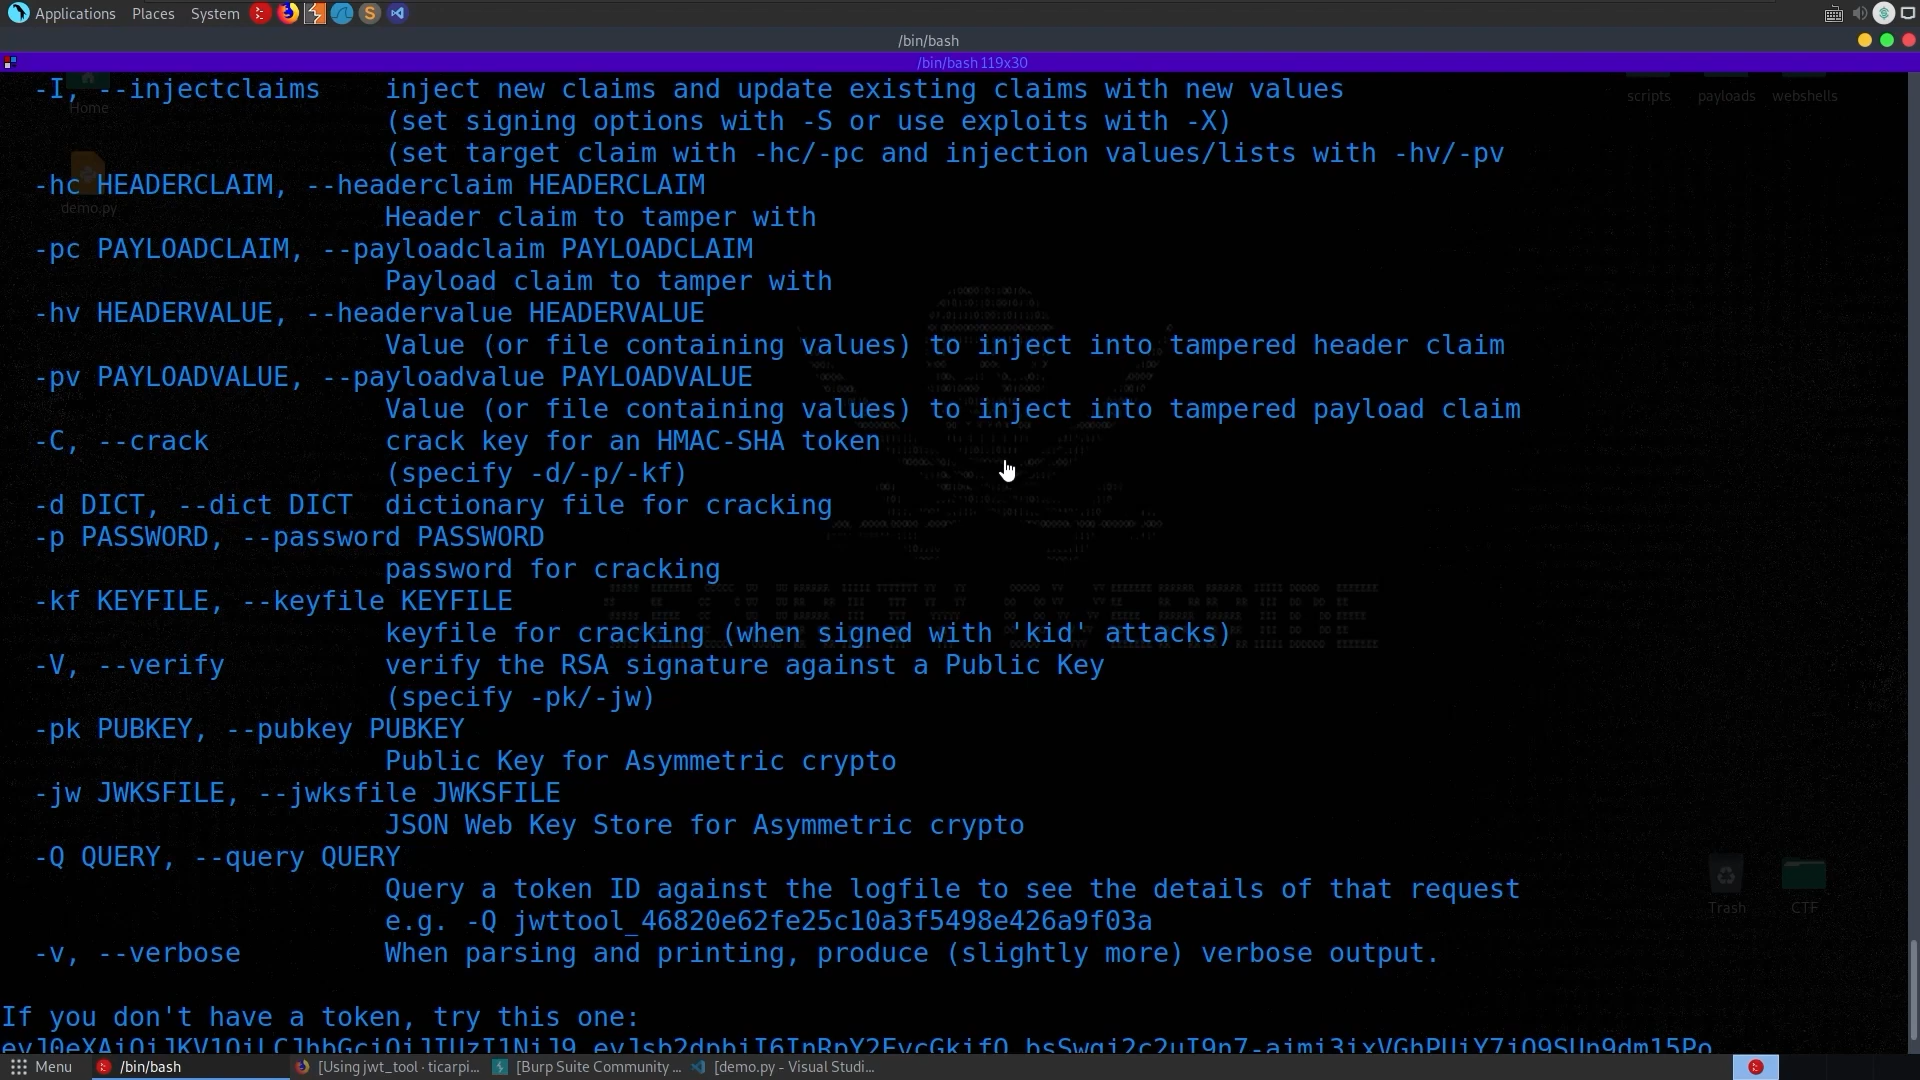 Applications Places System
/bin/bash
/bin/bash 119x30
-I, --injectclaims inject new claims and update existing claims with new values
(set signing options with -S or use exploits with -X)
(set target claim with -hc/-pc and injection values/lists with -hv/-pv
-hc HEADERCLAIM, --headerclaim HEADERCLAIM
Header claim to tamper with
-pc PAYLOADCLAIM, --payloadclaim PAYLOADCLAIM
Payload claim to tamper with
-hv HEADERVALUE, --headervalue HEADERVALUE
Value (or file containing values) to inject into tampered header claim
-pv PAYLOADVALUE, --payloadvalue PAYLOADVALUE
Value (or file containing values) to inject into tampered payload claim
-C, --crack crack key for an HMAC-SHA token
(specify -d/-p/-kf)
-d DICT, --dict DICT dictionary file for cracking
-p PASSWORD, --password PASSWORD
password for cracking
-kf KEYFILE, --keyfile KEYFILE
keyfile for cracking (when signed with 'kid' attacks)
-V, --verify verify the RSA signature against a Public Key
(specify -pk/-jw)
-pk PUBKEY, --pubkey PUBKEY
Public Key for Asymmetric crypto
-jw JWKSFILE, --jwksfile JWKSFILE
JSON Web Key Store for Asymmetric crypto
-Q QUERY, --query QUERY
Query a token ID against the logfile to see the details of that request
e.g. -Q jwttool_46820e62fe25c10a3f5498e426a9f03a
-v, --verbose When parsing and printing, produce (slightly more) verbose output.
If you don't have a token, try this one:
Home
demo.py
scripts payloads webshells
Trash CTF
Menu /bin/bash [Using jwt_tool · ticarpi... [Burp Suite Community ... [demo.py - Visual Studi...